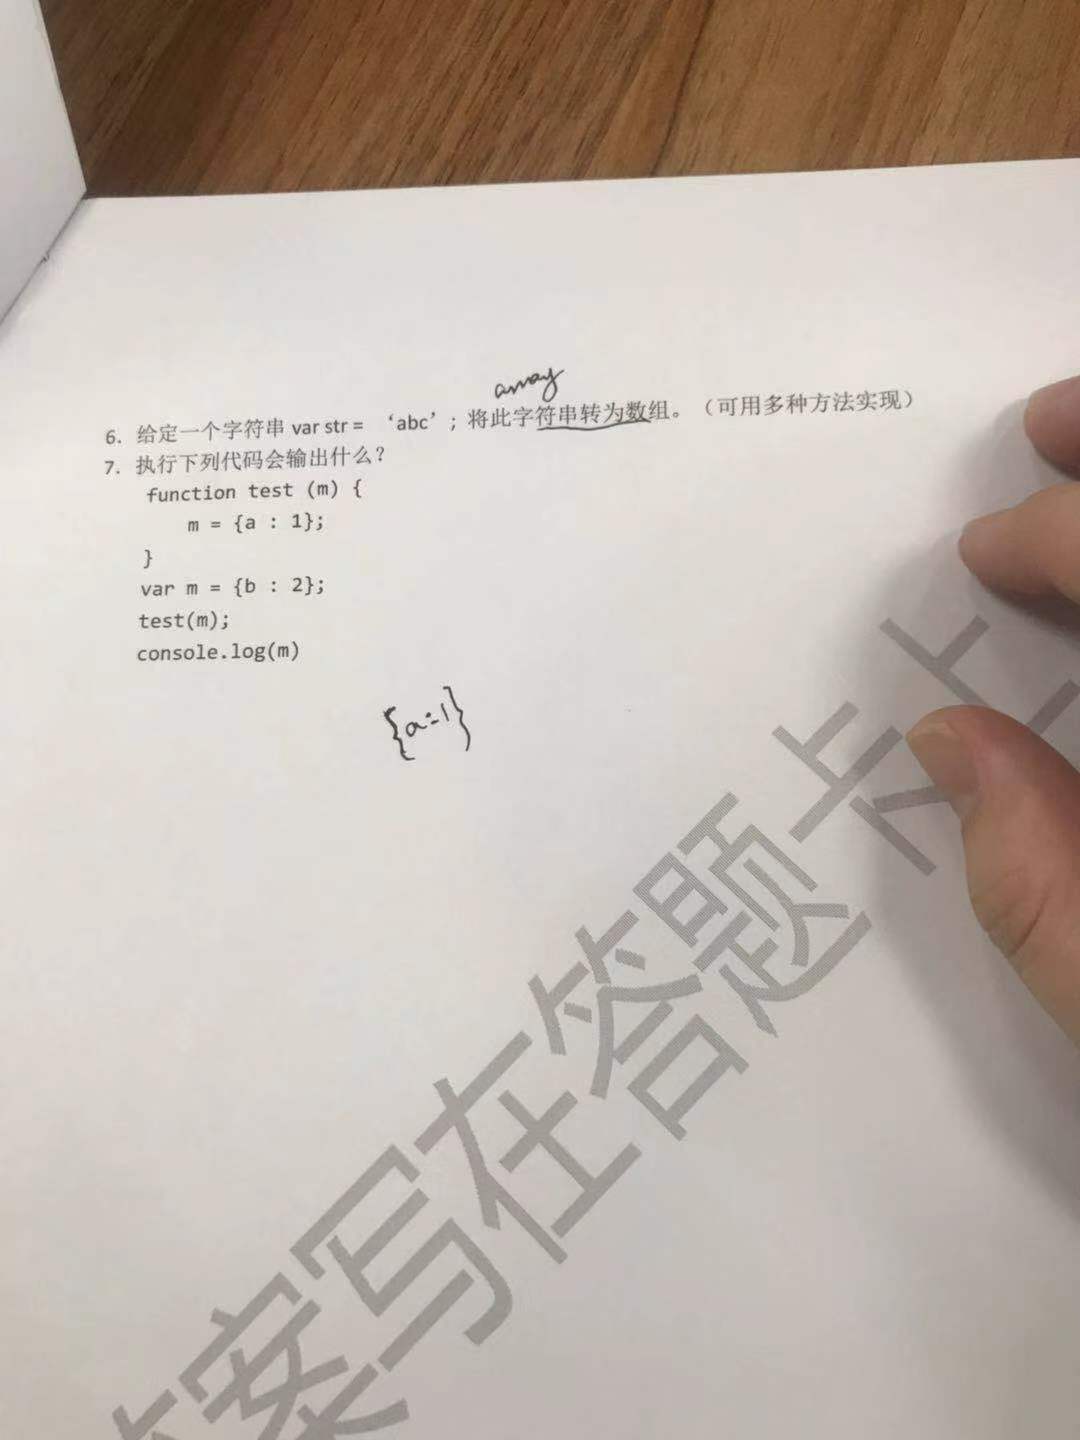 array
6. 给定一个字符串 var str = ‘abc’；将此字符串转为数组。（可用多种方法实现）
7. 执行下列代码会输出什么？
function test (m) {
m = {a : 1};
}
var m = {b : 2};
test(m);
console.log(m)
{a:1}
案写在答题卡上